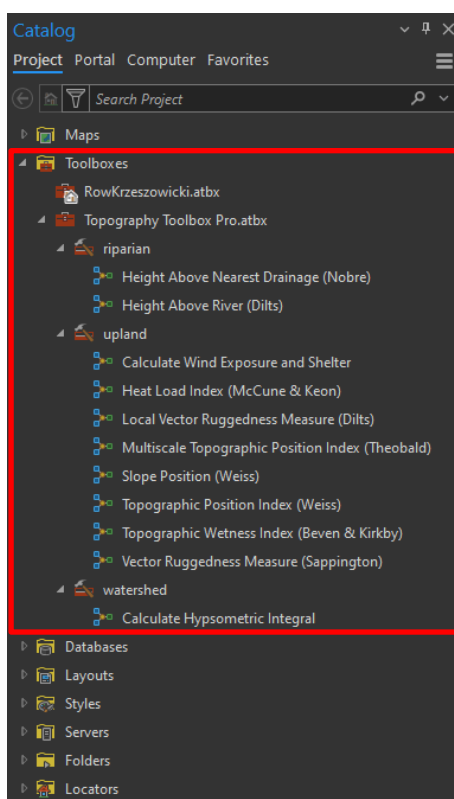 Catalog
Project Portal Computer Favorites
Search Project
Maps
Toolboxes
RowKrzeszowicki.atbx
Topography Toolbox Pro.atbx
riparian
Height Above Nearest Drainage (Nobre)
Height Above River (Dilts)
upland
Calculate Wind Exposure and Shelter
Heat Load Index (McCune & Keon)
Local Vector Ruggedness Measure (Dilts)
Multiscale Topographic Position Index (Theobald)
Slope Position (Weiss)
Topographic Position Index (Weiss)
Topographic Wetness Index (Beven & Kirkby)
Vector Ruggedness Measure (Sappington)
watershed
Calculate Hypsometric Integral
Databases
Layouts
Styles
Servers
Folders
Locators